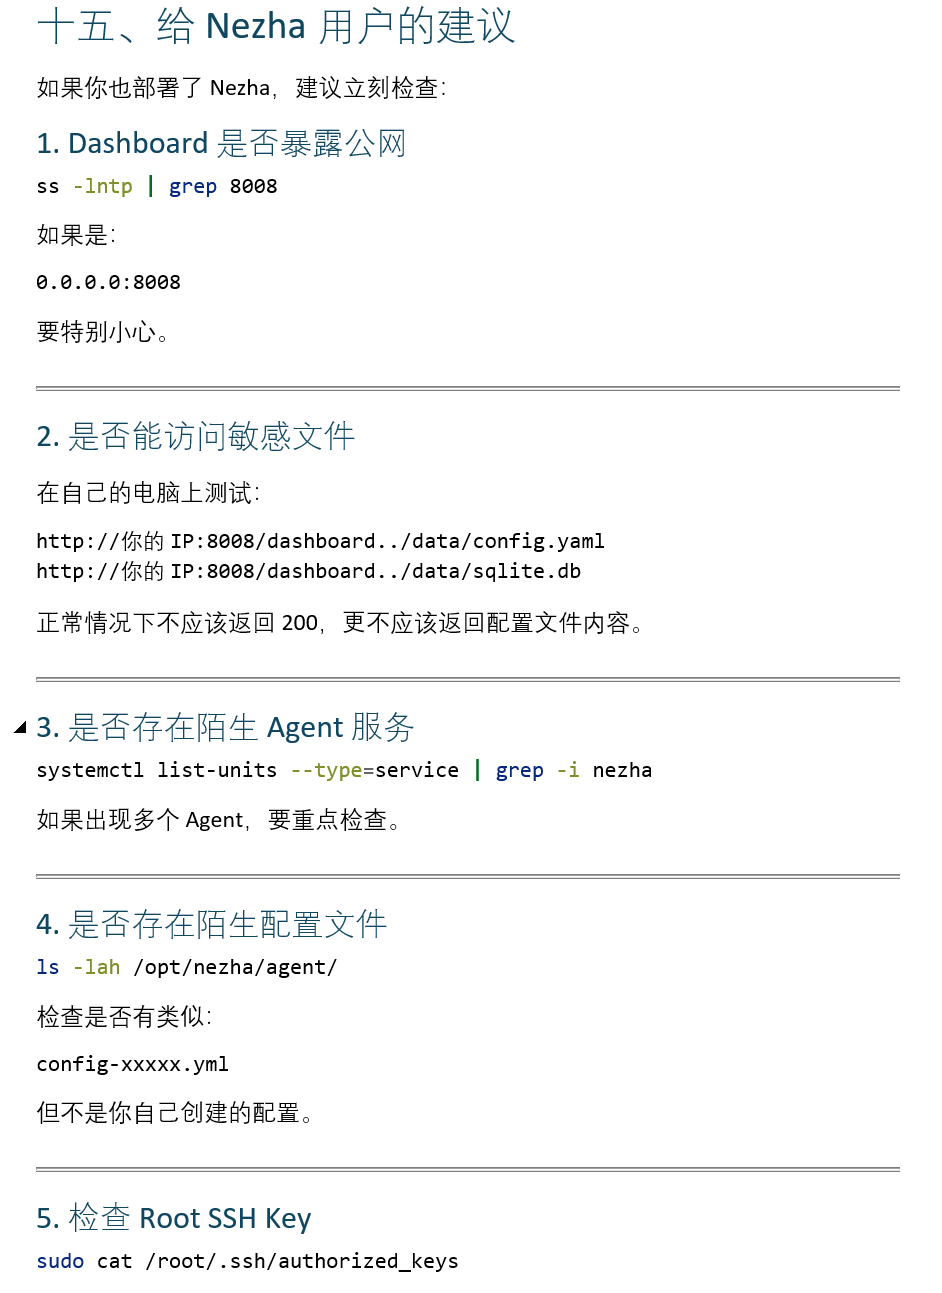 十五、给 Nezha 用户的建议
如果你也部署了 Nezha，建议立刻检查：
1. Dashboard 是否暴露公网
ss -lntp | grep 8008
如果是：
0.0.0.0:8008
要特别小心。
2. 是否能访问敏感文件
在自己的电脑上测试：
http://你的 IP:8008/dashboard../data/config.yaml
http://你的 IP:8008/dashboard../data/sqlite.db
正常情况下不应该返回 200，更不应该返回配置文件内容。
3. 是否存在陌生 Agent 服务
systemctl list-units --type=service | grep -i nezha
如果出现多个 Agent，要重点检查。
4. 是否存在陌生配置文件
ls -lah /opt/nezha/agent/
检查是否有类似：
config-xxxxx.yml
但不是你自己创建的配置。
5. 检查 Root SSH Key
sudo cat /root/.ssh/authorized_keys